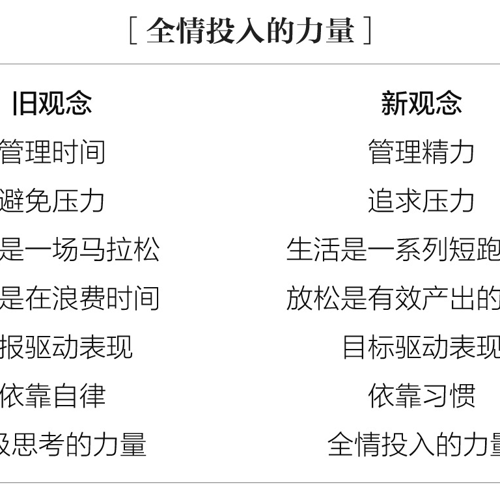 [ 全情投入的力量 ]
旧观念 新观念
管理时间 管理精力
避免压力 追求压力
是一场马拉松 生活是一系列短跑
是在浪费时间 放松是有效产出的
报驱动表现 目标驱动表现
依靠自律 依靠习惯
思考的力量 全情投入的力量